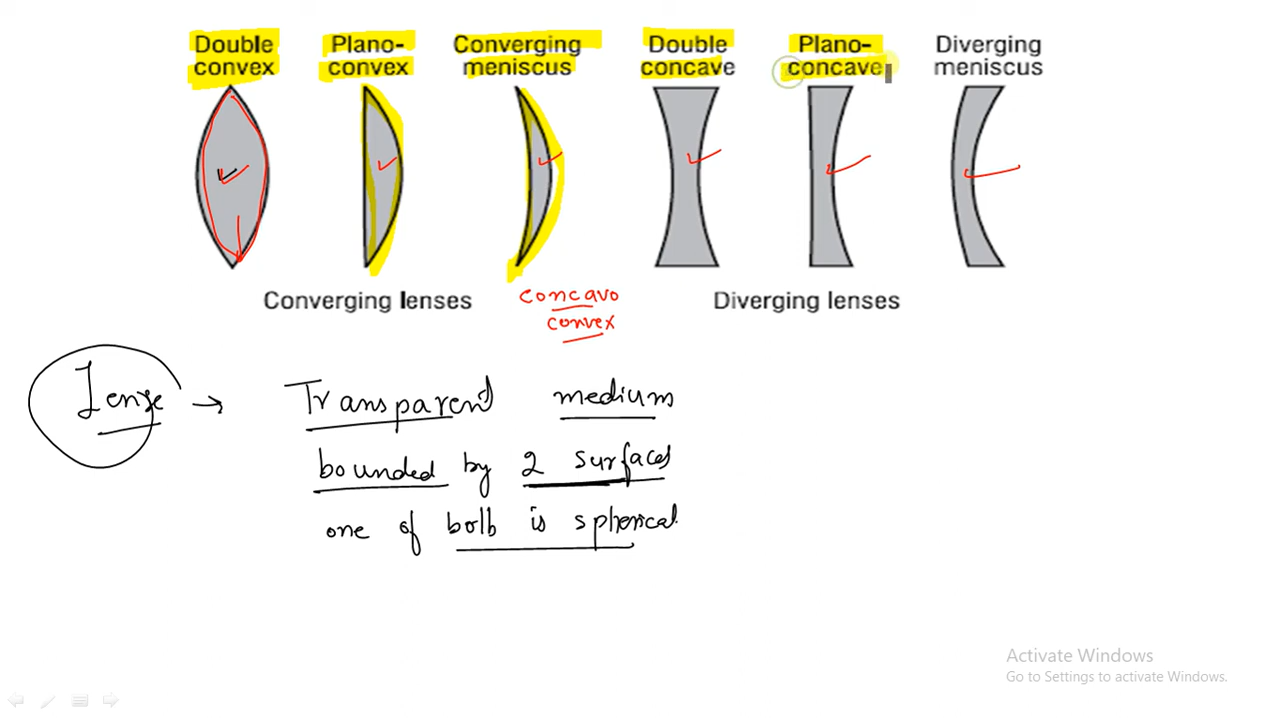 Double convex
Plano-convex
Converging meniscus
Double concave
Plano-concave
Diverging meniscus
Converging lenses
concavo
convex
Diverging lenses
Lense → Transparent medium
bounded by 2 surfaces
one of both is spherical
Activate Windows
Go to Settings to activate Windows.